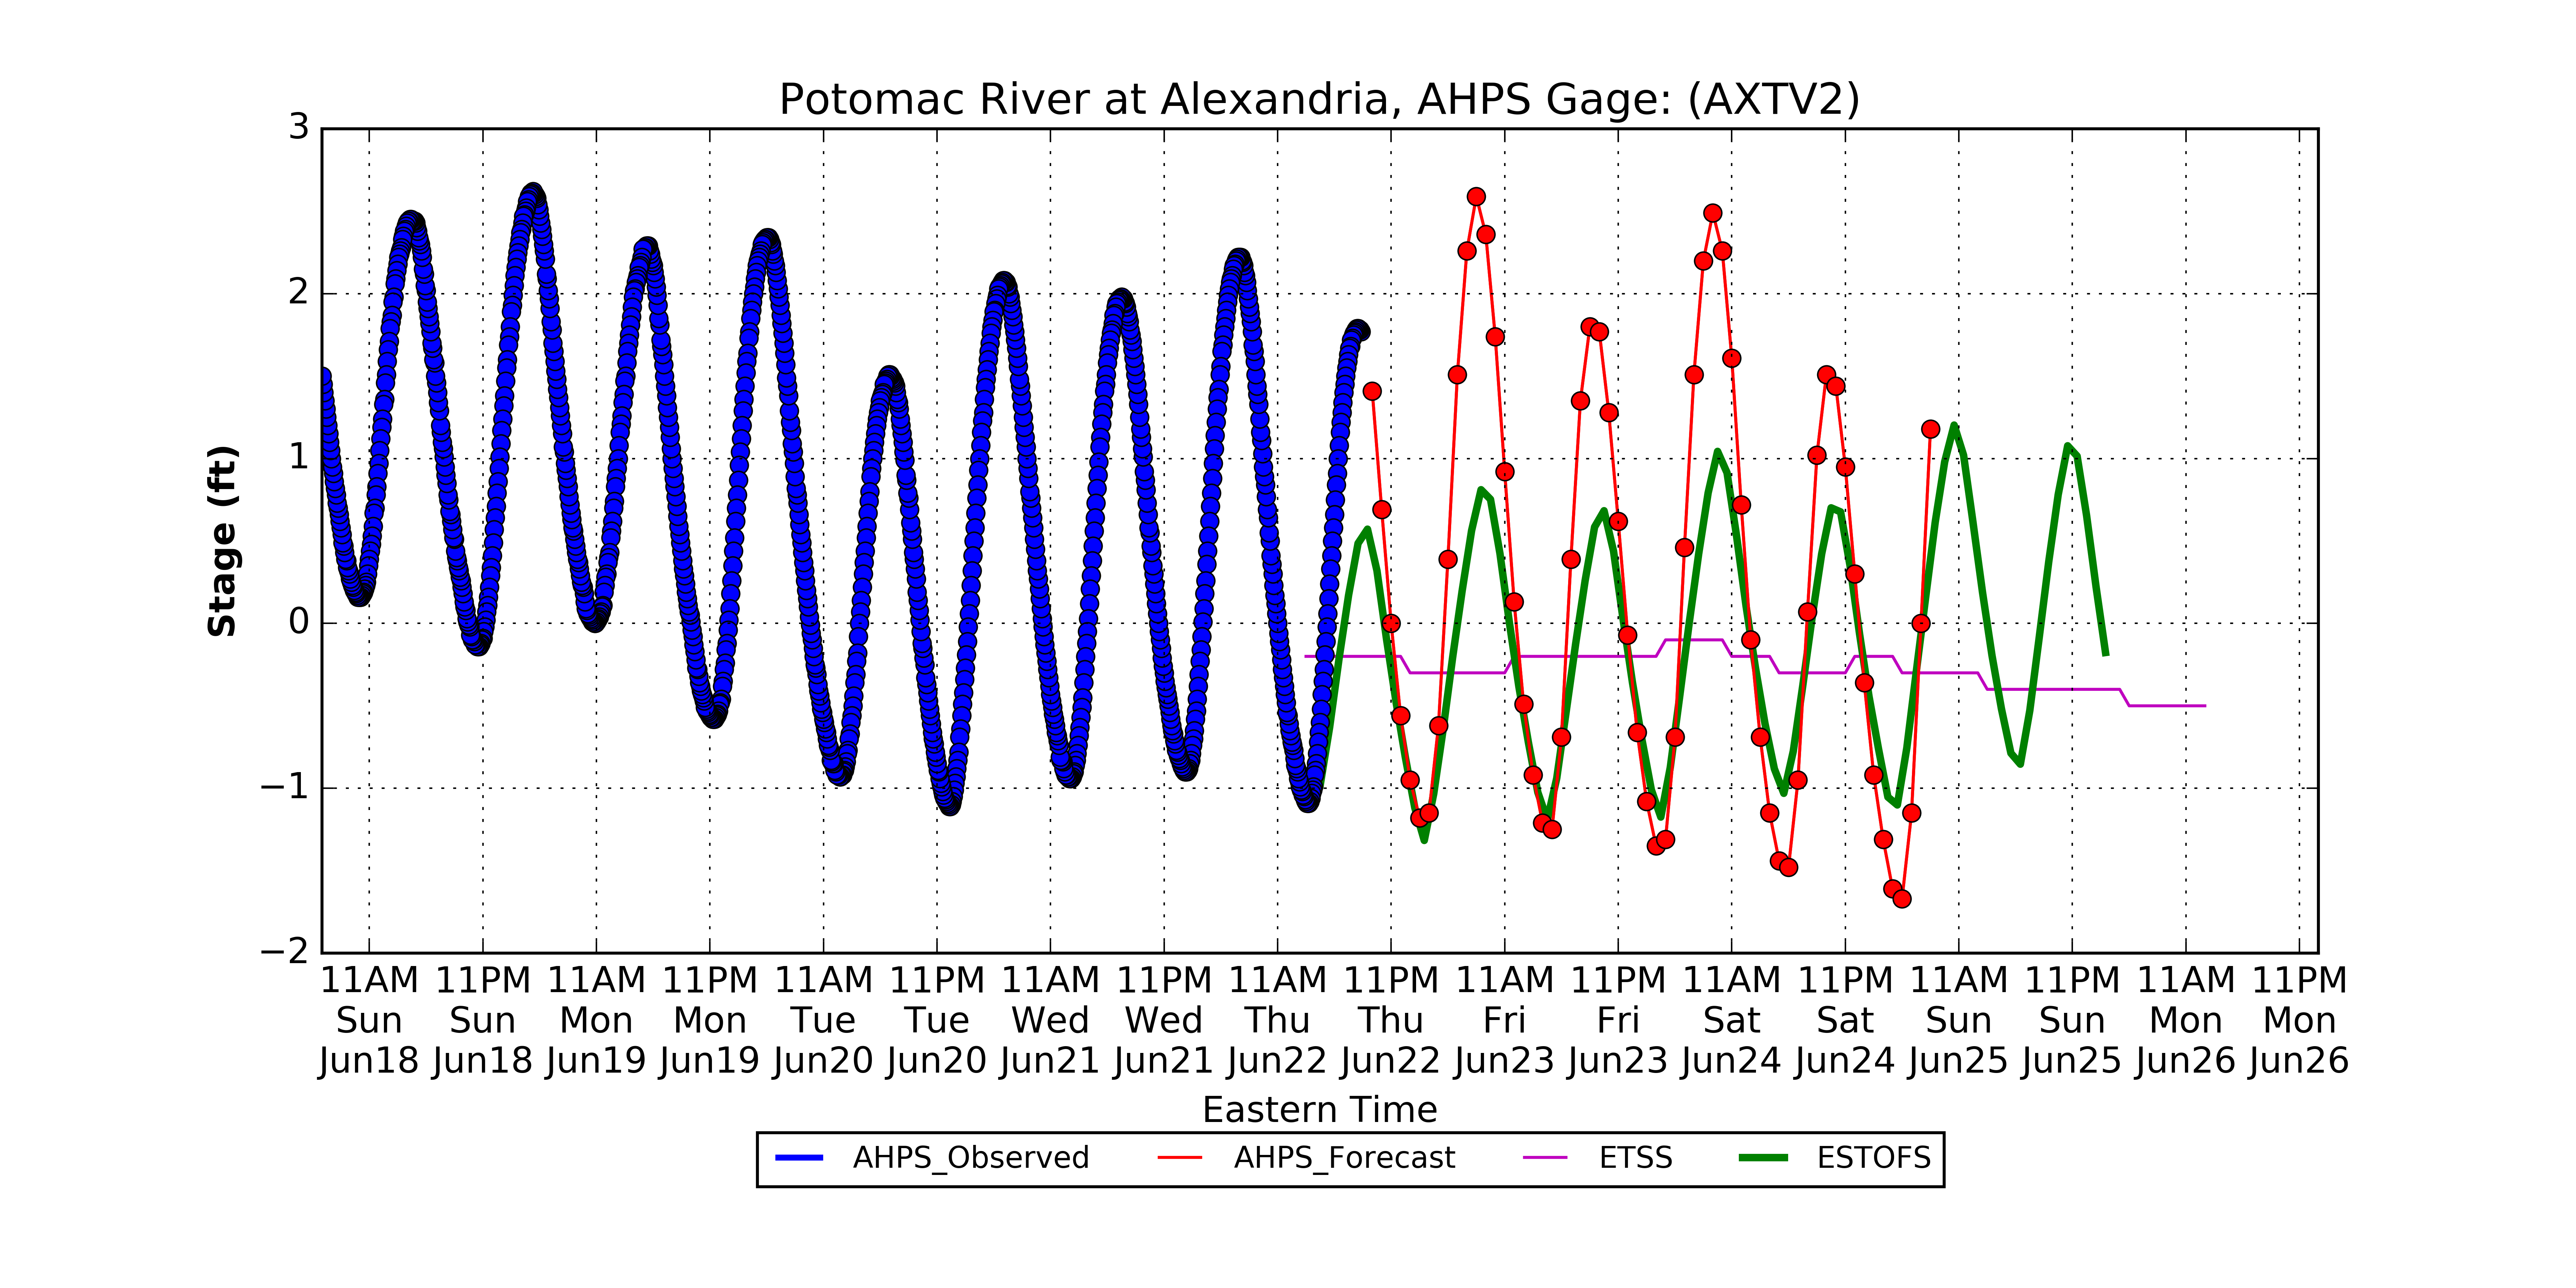 Potomac River at Alexandria, AHPS Gage: (AXTV2)
3
2
1
0
−1
−2
Stage (ft)
11AM 11PM 11AM 11PM 11AM 11PM 11AM 11PM 11AM 11PM 11AM 11PM 11AM 11PM 11AM 11PM 11AM 11PM
Sun Sun Mon Mon Tue Tue Wed Wed Thu Thu Fri Fri Sat Sat Sun Sun Mon Mon
Jun18 Jun18 Jun19 Jun19 Jun20 Jun20 Jun21 Jun21 Jun22 Jun22 Jun23 Jun23 Jun24 Jun24 Jun25 Jun25 Jun26 Jun26
Eastern Time
AHPS_Observed AHPS_Forecast ETSS ESTOFS